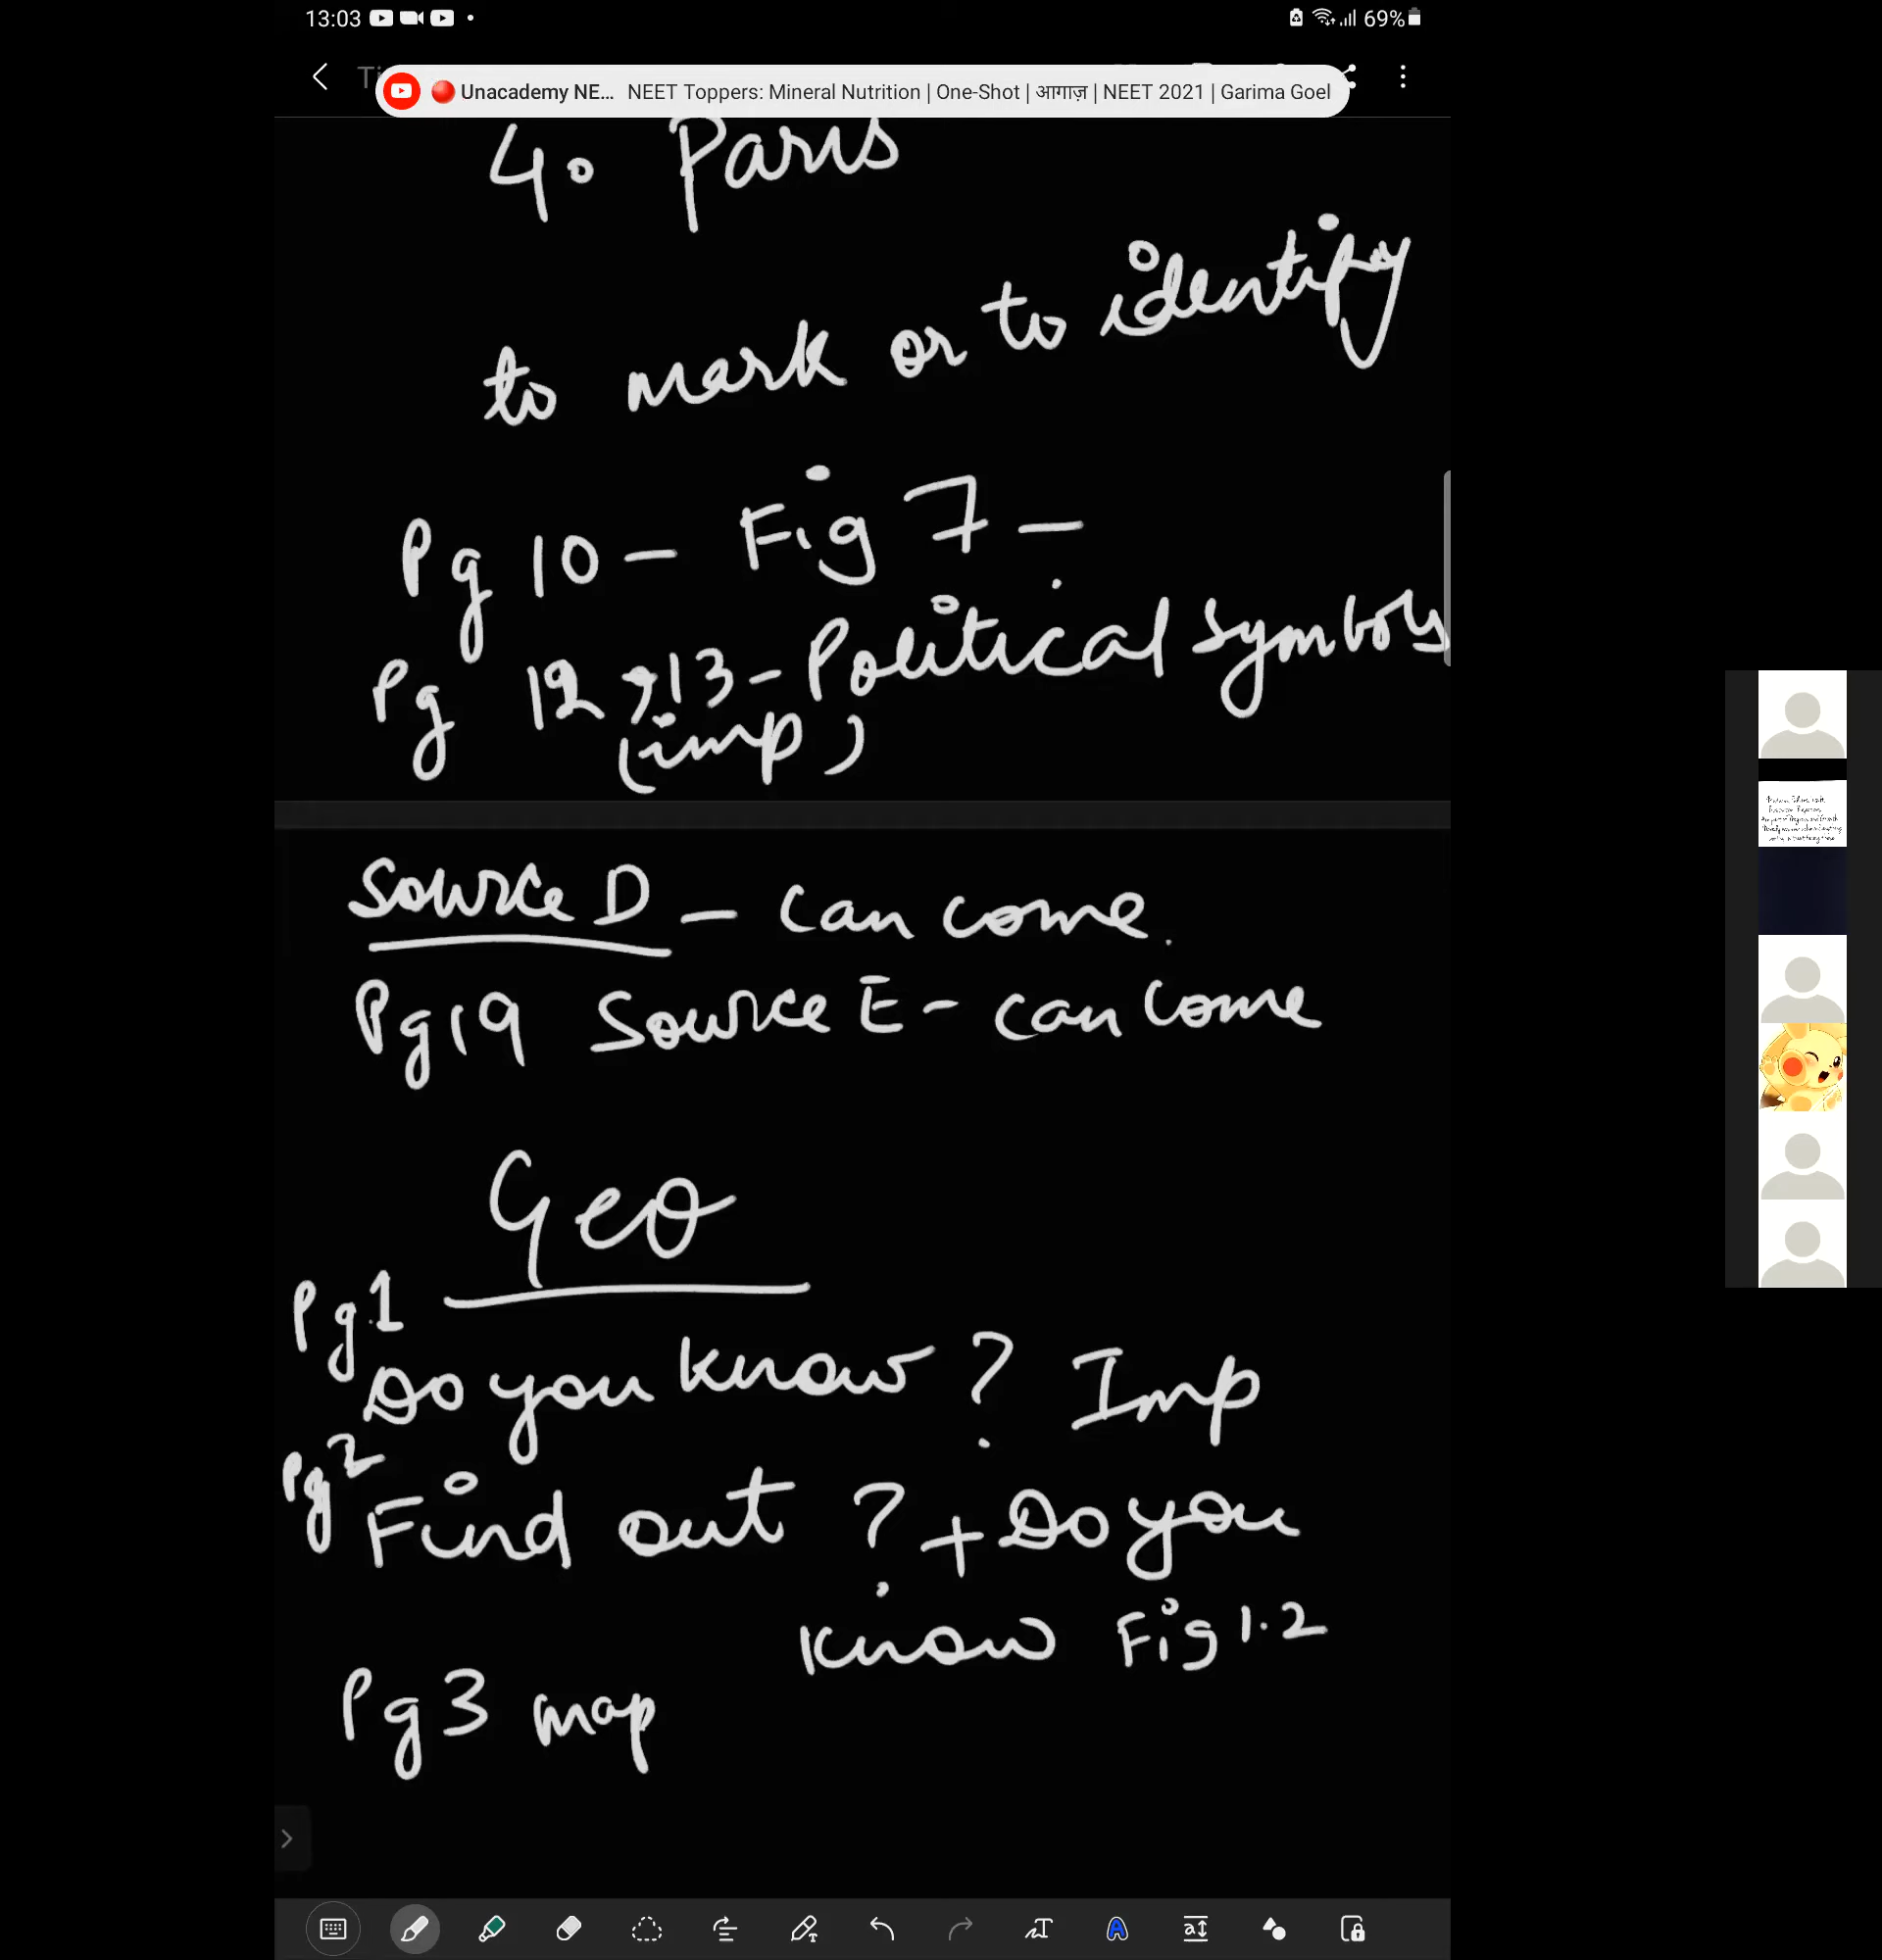 13:03
69%
Unacademy NE... NEET Toppers: Mineral Nutrition | One-Shot | आगाज़ | NEET 2021 | Garima Goel
4. Paris
to mark or to identify
Pg 10 - Fig 7 -
Pg 12, 13 - Political symbols
(imp)
Source D - can come.
Pg 19 Source E - can come
Geo
Pg 1
Do you know? Imp
Pg 2
Find out? + Do you
know Fig 1.2
Pg 3 map